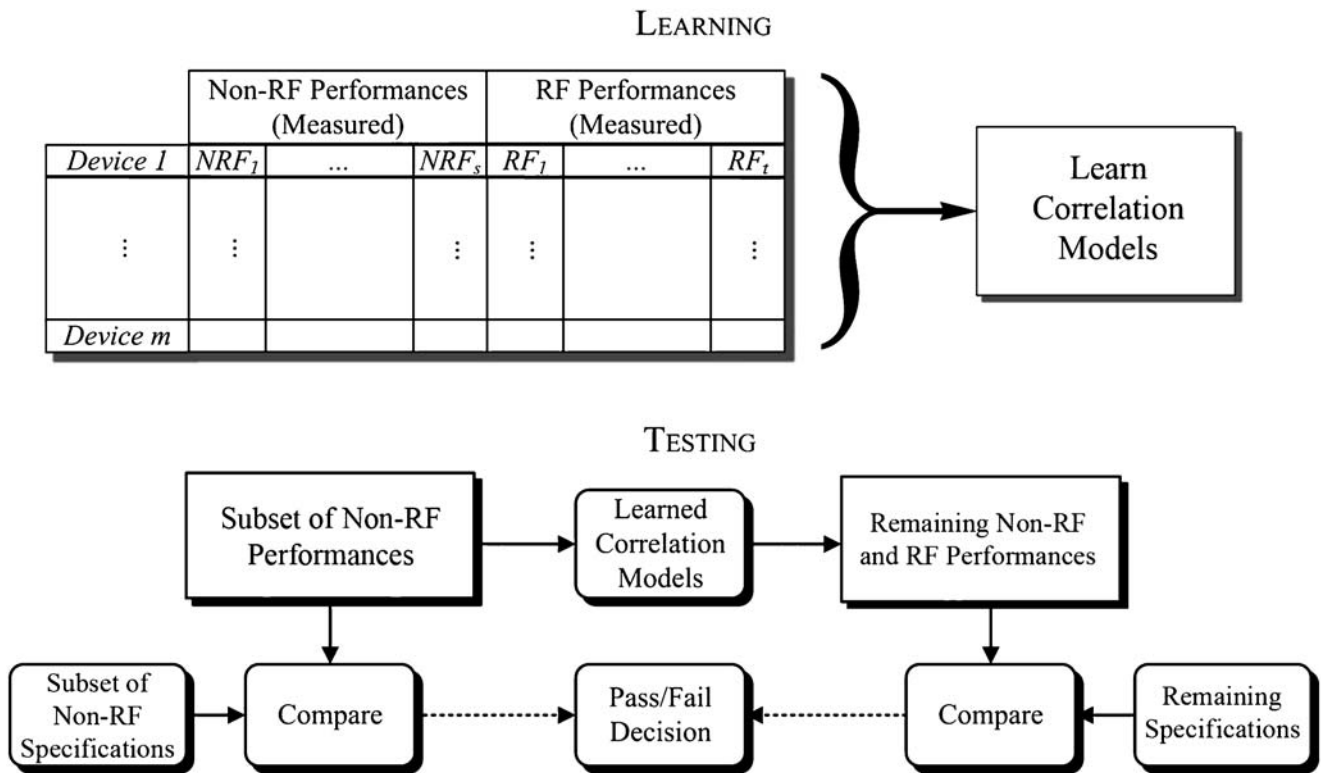 LEARNING
Non-RF Performances
(Measured)
RF Performances
(Measured)
Device 1 NRF1 ... NRFs RF1 ... RFt
⋮ ⋮ ⋮ ⋮ ⋮
Device m
Learn
Correlation
Models
TESTING
Subset of Non-RF
Performances
Learned
Correlation
Models
Remaining Non-RF
and RF Performances
Subset of
Non-RF
Specifications
Compare
Pass/Fail
Decision
Compare
Remaining
Specifications